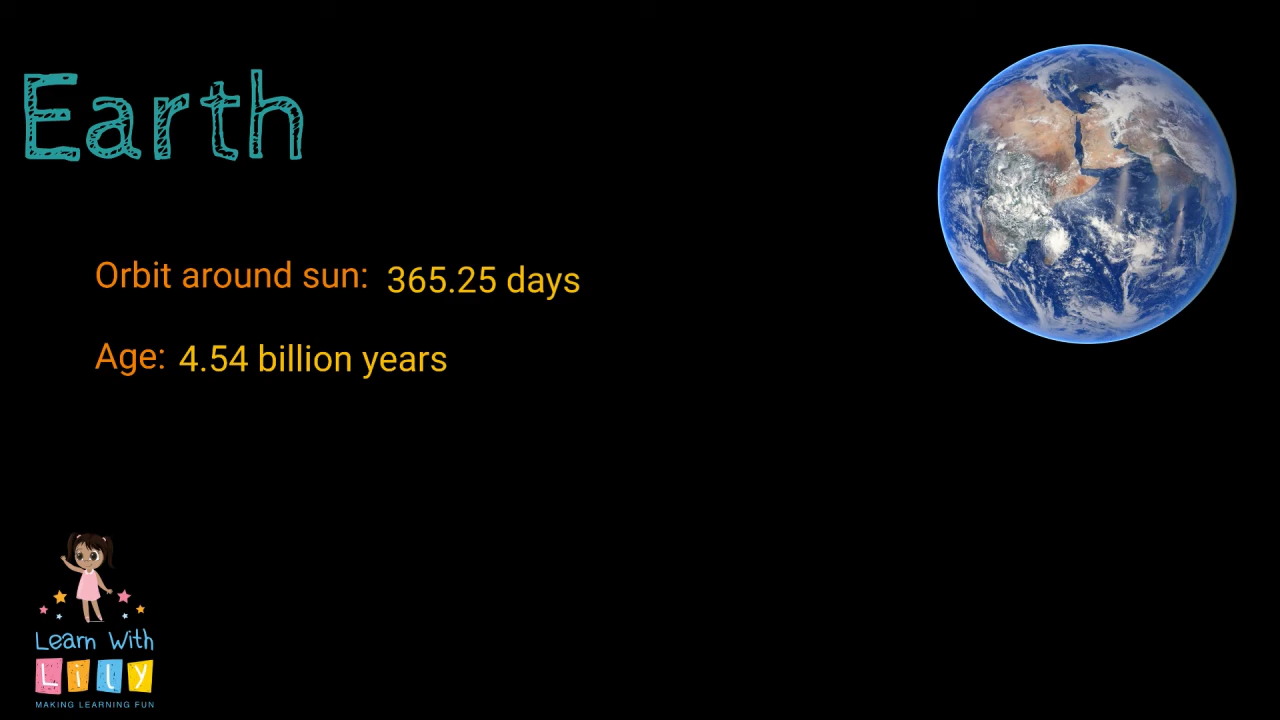 Earth
Orbit around sun: 365.25 days
Age: 4.54 billion years
Learn With
Lily
MAKING LEARNING FUN